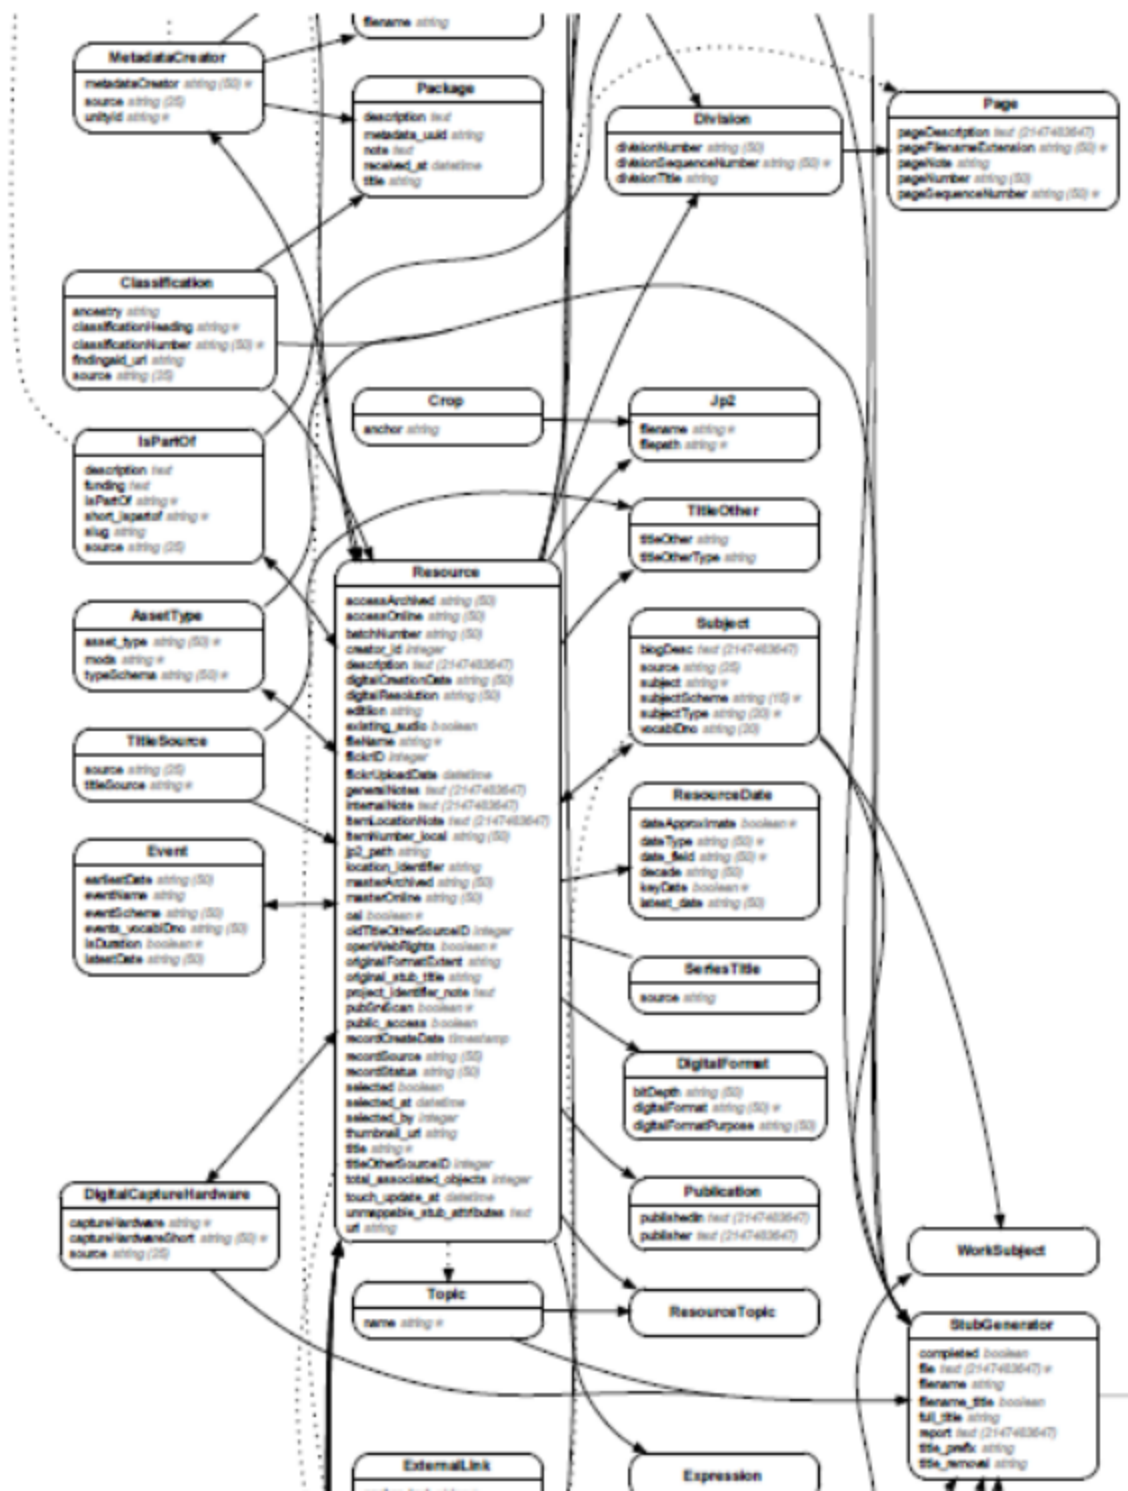 filename string
MetadataCreator
metadataCreator string (50) *
source string (25)
unityid string *
Package
description text
metadata_uuid string
note text
received_at datetime
title string
Division
divisionNumber string (50)
divisionSequenceNumber string (50) *
divisionTitle string
Page
pageDescription text (2147483647)
pageFilenameExtension string (50) *
pageNote string
pageNumber string (50)
pageSequenceNumber string (50) *
Classification
ancestry string
classificationHeading string *
classificationNumber string (50) *
findingaid_url string
source string (25)
Crop
anchor string
Jp2
filename string *
filepath string *
IsPartOf
description text
funding text
isPartOf string *
short_ispartof string *
slug string
source string (25)
TitleOther
titleOther string
titleOtherType string
Resource
accessArchived string (50)
accessOnline string (50)
batchNumber string (50)
creator_id integer
description text (2147483647)
digitalCreationDate string (50)
digitalResolution string (50)
edition string
existing_audio boolean
fileName string *
flickrID integer
flickrUploadDate datetime
generalNotes text (2147483647)
internalNote text (2147483647)
itemLocationNote text (2147483647)
itemNumber_local string (50)
jp2_path string
location_identifier string
masterArchived string (50)
masterOnline string (50)
oai boolean *
oldTitleOtherSourceID integer
openWebRights boolean *
originalFormatExtent string
original_stub_title string
project_identifier_note text
pubOniScan boolean *
public_access boolean
recordCreateDate timestamp
recordSource string (55)
recordStatus string (50)
selected boolean
selected_at datetime
selected_by integer
thumbnail_url string
title string *
titleOtherSourceID integer
total_associated_objects integer
touch_update_at datetime
unmappable_stub_attributes text
url string
AssetType
asset_type string (50) *
mods string *
typeSchema string (50) *
Subject
blogDesc text (2147483647)
source string (25)
subject string *
subjectScheme string (15) *
subjectType string (20) *
vocabIDno string (20)
TitleSource
source string (25)
titleSource string *
ResourceDate
dateApproximate boolean *
dateType string (50) *
date_field string (50) *
decade string (50)
keyDate boolean *
latest_date string (50)
Event
earliestDate string (50)
eventName string
eventScheme string (50)
events_vocabIDno string (50)
isDuration boolean *
latestDate string (50)
SeriesTitle
source string
DigitalFormat
bitDepth string (50)
digitalFormat string (50) *
digitalFormatPurpose string (50)
DigitalCaptureHardware
captureHardware string *
captureHardwareShort string (50) *
source string (25)
Publication
publishedIn text (2147483647)
publisher text (2147483647)
WorkSubject
Topic
name string *
ResourceTopic
StubGenerator
completed boolean
file text (2147483647) *
filename string
filename_title boolean
full_title string
report text (2147483647)
title_prefix string
title_removal string
ExternalLink
Expression